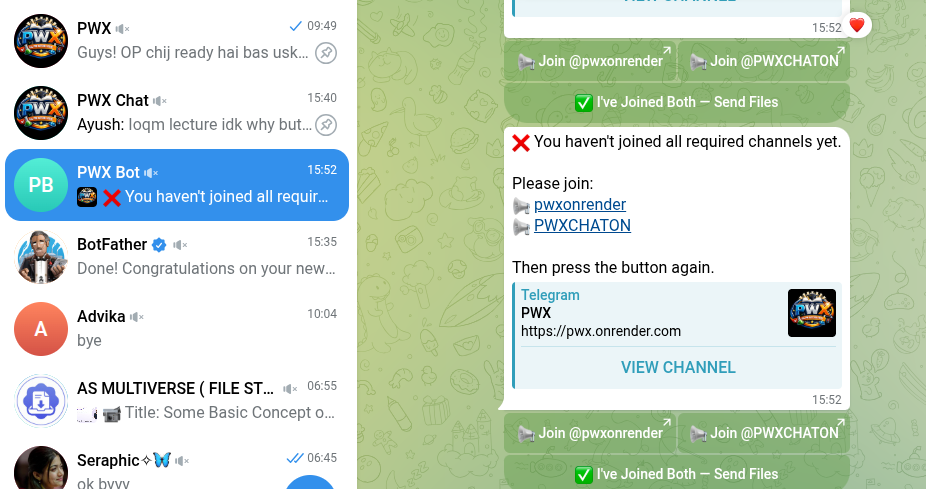 PWX
09:49
Guys! OP chij ready hai bas usk...
PWX Chat
15:40
Ayush: Ioqm lecture idk why but...
PB
PWX Bot
15:52
❌ You haven't joined all requir...
BotFather
15:35
Done! Congratulations on your new...
A
Advika
10:04
bye
AS MULTIVERSE ( FILE ST...
06:55
Title: Some Basic Concept o...
Seraphic✧🦋
06:45
ok byyy
VIEW CHANNEL
15:52
❤️
📢 Join @pwxonrender
📢 Join @PWXCHATON
✅ I've Joined Both — Send Files
❌ You haven't joined all required channels yet.
Please join:
📢 pwxonrender
📢 PWXCHATON
Then press the button again.
Telegram
PWX
https://pwx.onrender.com
VIEW CHANNEL
15:52
📢 Join @pwxonrender
📢 Join @PWXCHATON
✅ I've Joined Both — Send Files